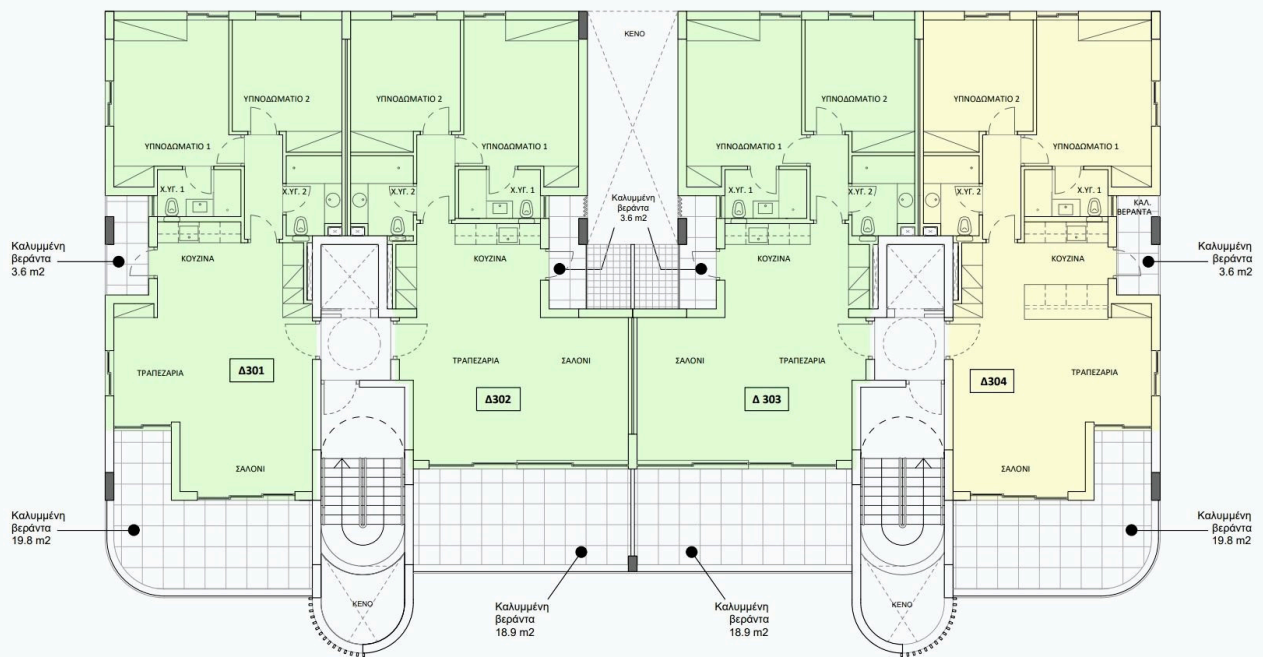 ΚΕΝΟ
ΥΠΝΟΔΩΜΑΤΙΟ 2
ΥΠΝΟΔΩΜΑΤΙΟ 2
ΥΠΝΟΔΩΜΑΤΙΟ 2
ΥΠΝΟΔΩΜΑΤΙΟ 2
ΥΠΝΟΔΩΜΑΤΙΟ 1
ΥΠΝΟΔΩΜΑΤΙΟ 1
ΥΠΝΟΔΩΜΑΤΙΟ 1
ΥΠΝΟΔΩΜΑΤΙΟ 1
Χ.ΥΓ. 1
Χ.ΥΓ. 2
Χ.ΥΓ. 2
Χ.ΥΓ. 1
Χ.ΥΓ. 1
Χ.ΥΓ. 2
Χ.ΥΓ. 2
Χ.ΥΓ. 1
Καλυμμένη
βεράντα
3.6 m2
ΚΑΛ.
ΒΕΡΑΝΤΑ
Καλυμμένη
βεράντα
3.6 m2
ΚΟΥΖΙΝΑ
ΚΟΥΖΙΝΑ
ΚΟΥΖΙΝΑ
ΚΟΥΖΙΝΑ
Καλυμμένη
βεράντα
3.6 m2
ΤΡΑΠΕΖΑΡΙΑ
Δ301
ΤΡΑΠΕΖΑΡΙΑ
ΣΑΛΟΝΙ
Δ302
ΣΑΛΟΝΙ
ΤΡΑΠΕΖΑΡΙΑ
Δ 303
Δ304
ΤΡΑΠΕΖΑΡΙΑ
ΣΑΛΟΝΙ
ΣΑΛΟΝΙ
Καλυμμένη
βεράντα
19.8 m2
Καλυμμένη
βεράντα
19.8 m2
ΚΕΝΟ
Καλυμμένη
βεράντα
18.9 m2
Καλυμμένη
βεράντα
18.9 m2
ΚΕΝΟ